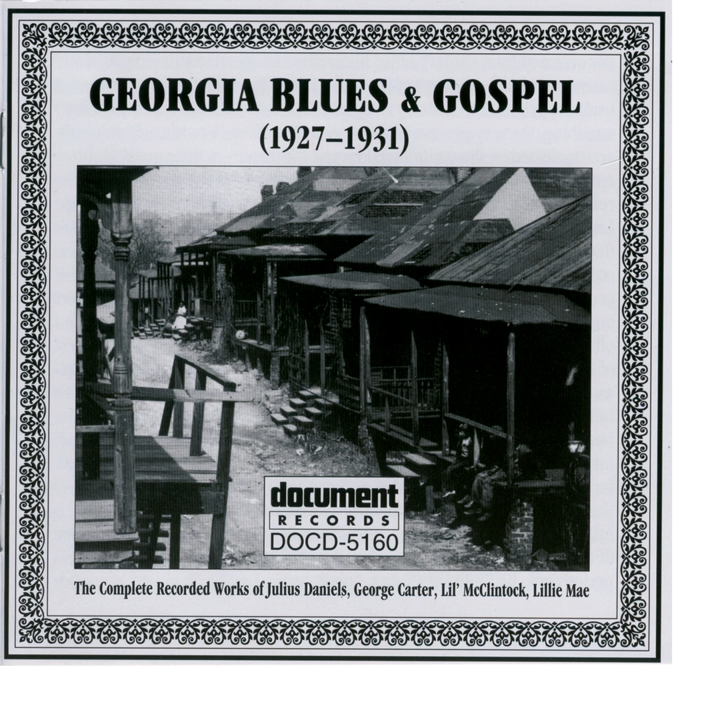 GEORGIA BLUES & GOSPEL
(1927–1931)
document
RECORDS
DOCD-5160
The Complete Recorded Works of Julius Daniels, George Carter, Lil' McClintock, Lillie Mae